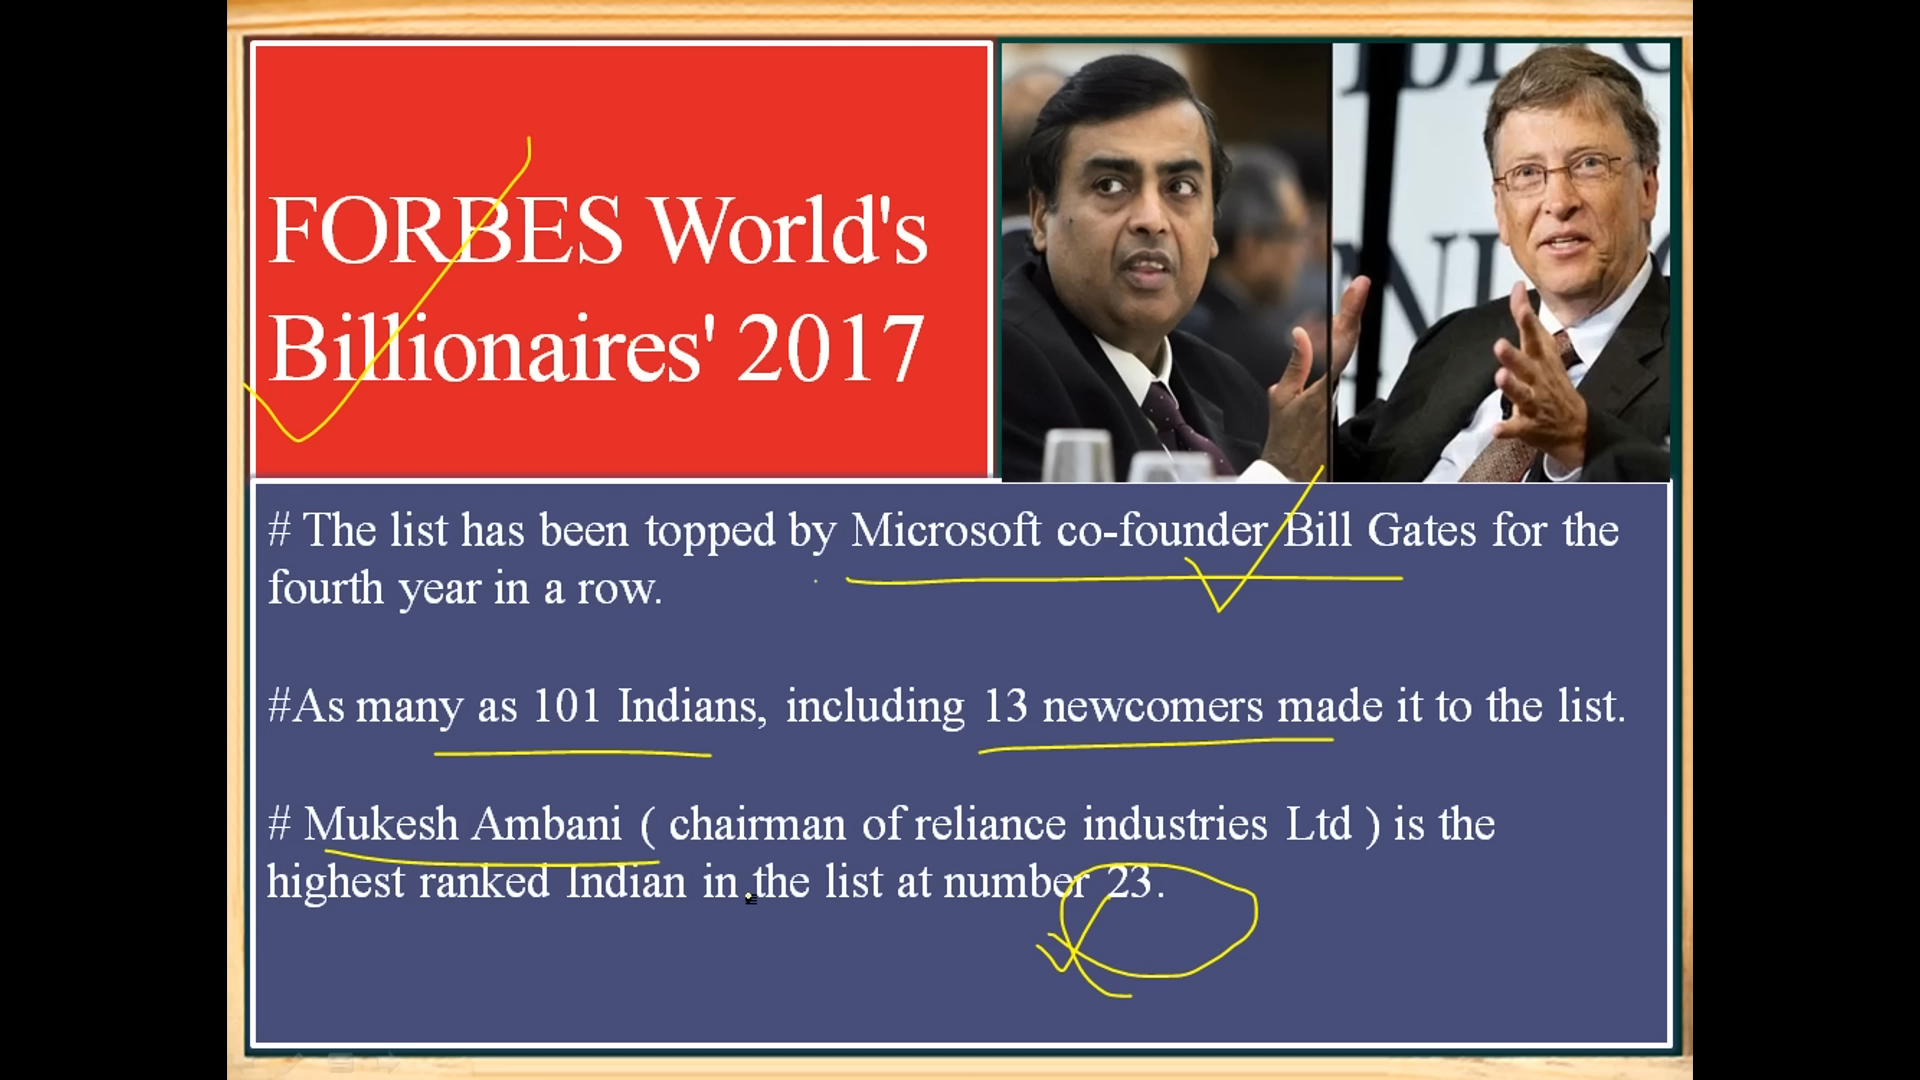 FORBES World's
Billionaires' 2017
# The list has been topped by Microsoft co-founder Bill Gates for the
fourth year in a row.
#As many as 101 Indians, including 13 newcomers made it to the list.
# Mukesh Ambani ( chairman of reliance industries Ltd ) is the
highest ranked Indian in the list at number 23.